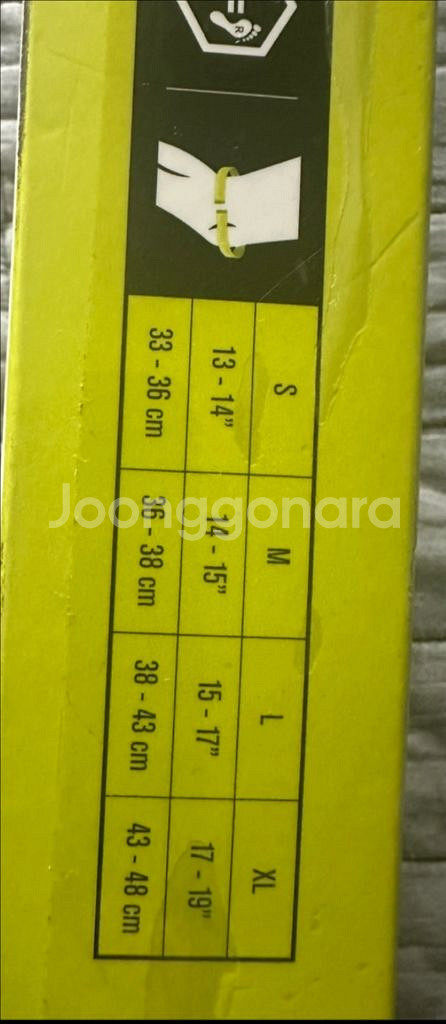 R
S M L XL
13 - 14" 14 - 15" 15 - 17" 17 - 19"
33 - 36 cm 36 - 38 cm 38 - 43 cm 43 - 48 cm
Joonggonara